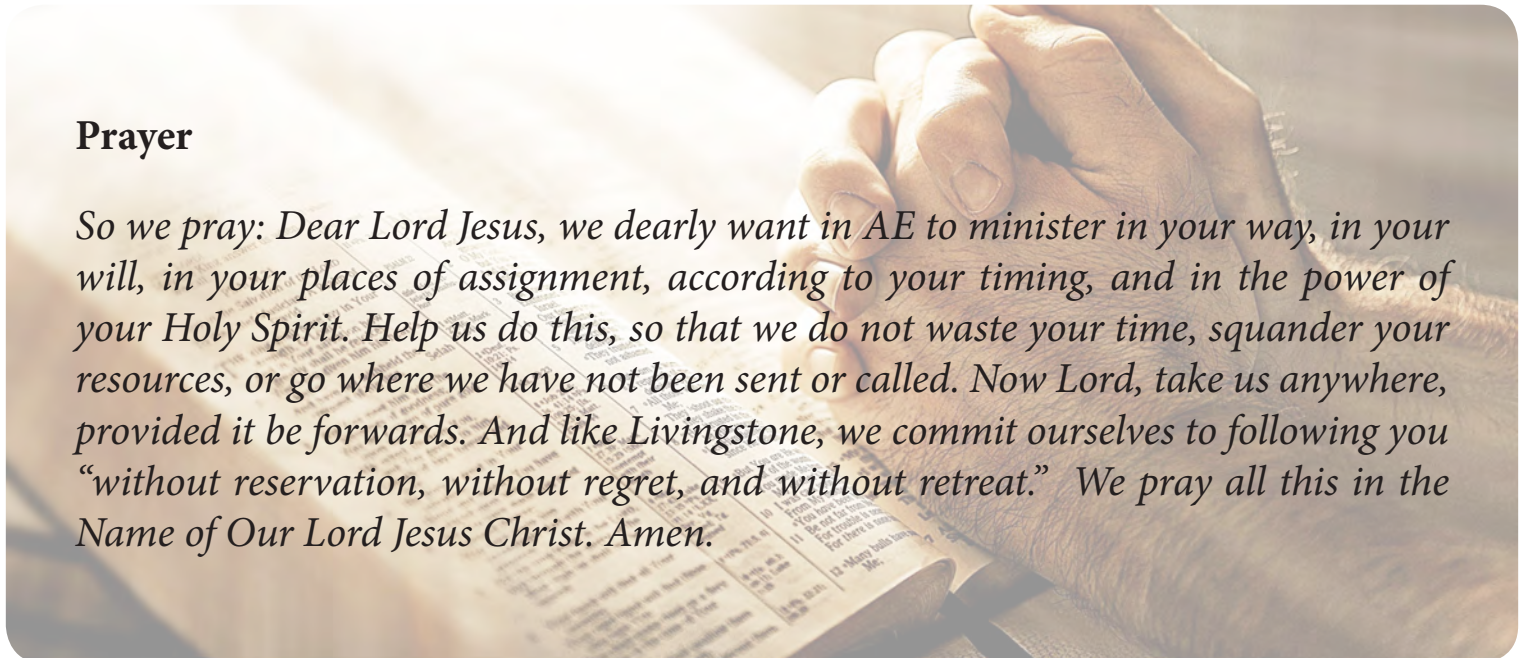 Prayer
So we pray: Dear Lord Jesus, we dearly want in AE to minister in your way, in your
will, in your places of assignment, according to your timing, and in the power of
your Holy Spirit. Help us do this, so that we do not waste your time, squander your
resources, or go where we have not been sent or called. Now Lord, take us anywhere,
provided it be forwards. And like Livingstone, we commit ourselves to following you
“without reservation, without regret, and without retreat.”  We pray all this in the
Name of Our Lord Jesus Christ. Amen.